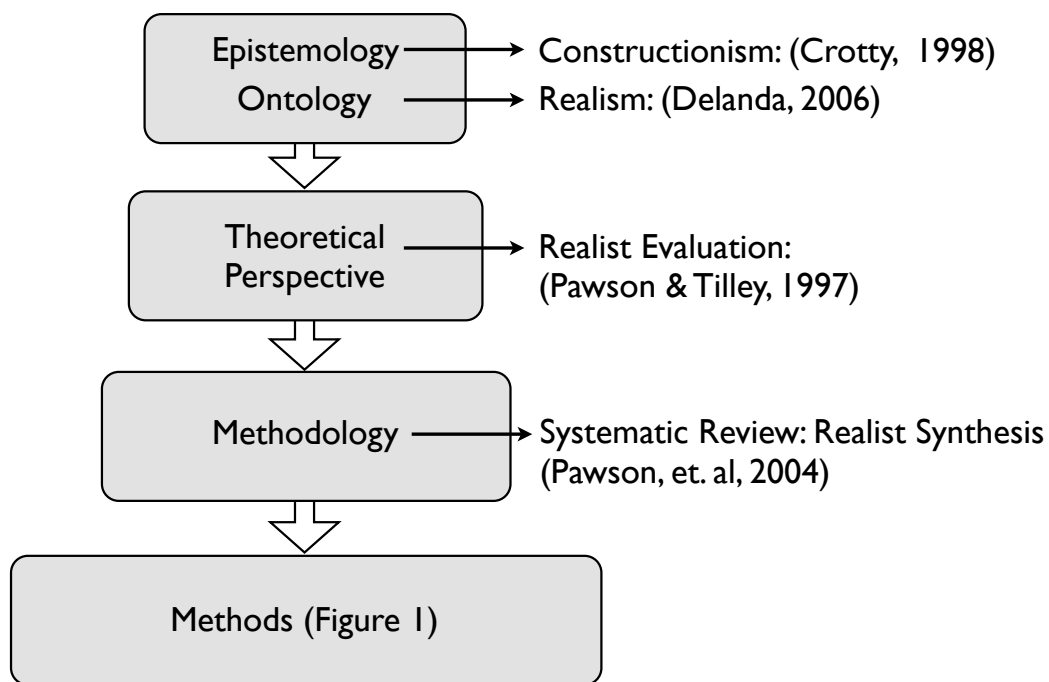 Epistemology
Constructionism: (Crotty, 1998)
Ontology
Realism: (Delanda, 2006)
Theoretical
Perspective
Realist Evaluation:
(Pawson & Tilley, 1997)
Methodology
Systematic Review: Realist Synthesis
(Pawson, et. al, 2004)
Methods (Figure 1)